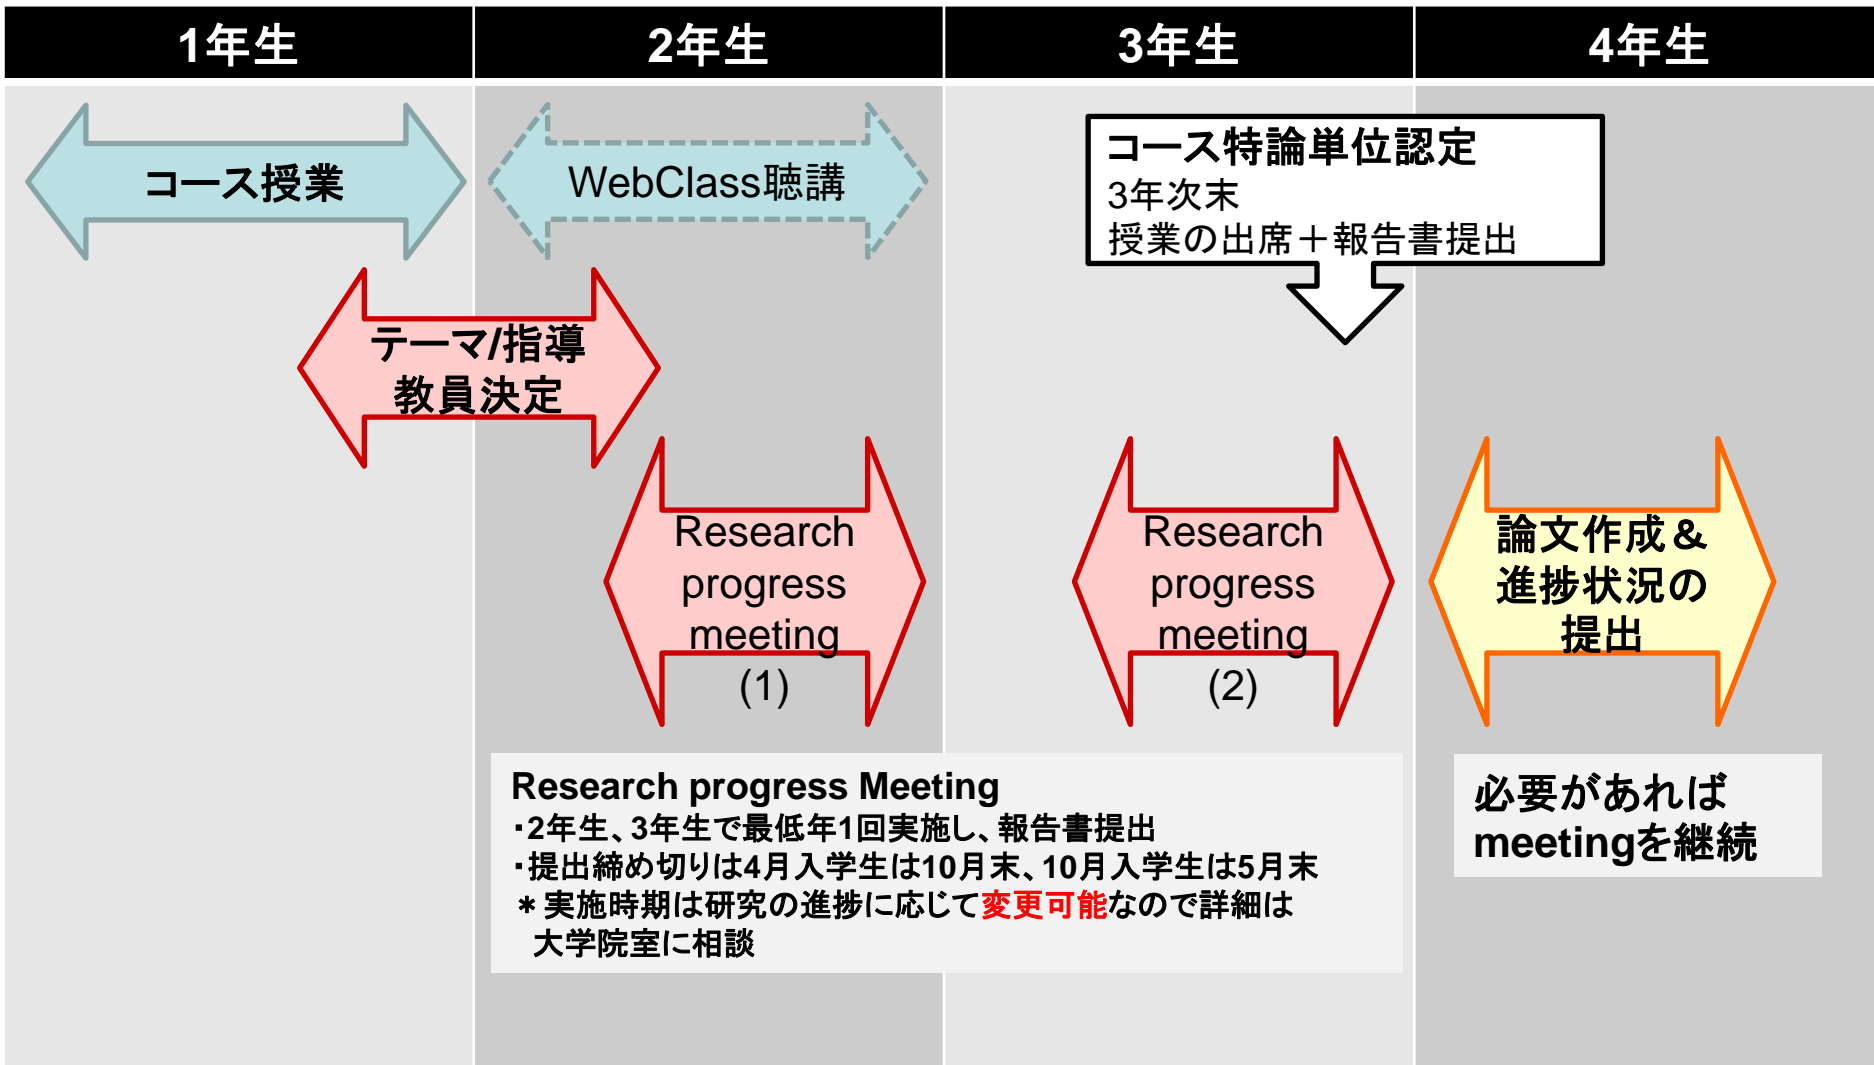 1年生
2年生
3年生
4年生
コース授業
WebClass聴講
コース特論単位認定
3年次末
授業の出席＋報告書提出
テーマ/指導
教員決定
Research
progress
meeting
(1)
Research
progress
meeting
(2)
論文作成＆
進捗状況の
提出
Research progress Meeting
・2年生、3年生で最低年1回実施し、報告書提出
・提出締め切りは4月入学生は10月末、10月入学生は5月末
＊実施時期は研究の進捗に応じて変更可能なので詳細は
大学院室に相談
必要があれば
meetingを継続